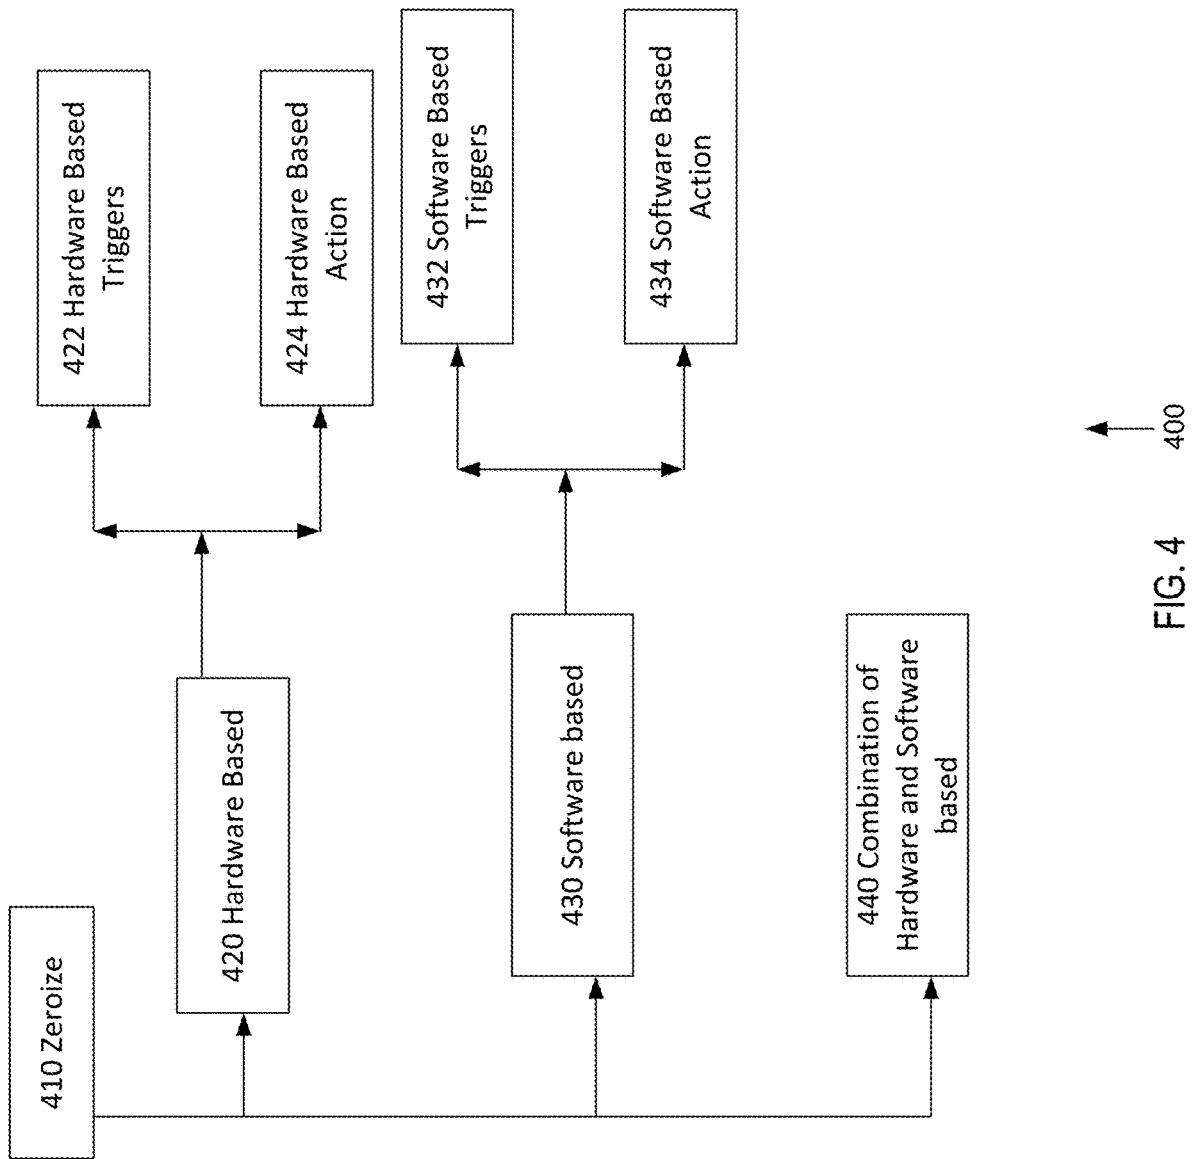 410 Zeroize
420 Hardware Based
422 Hardware Based
Triggers
424 Hardware Based
Action
430 Software based
432 Software Based
Triggers
434 Software Based
Action
440 Combination of
Hardware and Software
based
400
FIG. 4